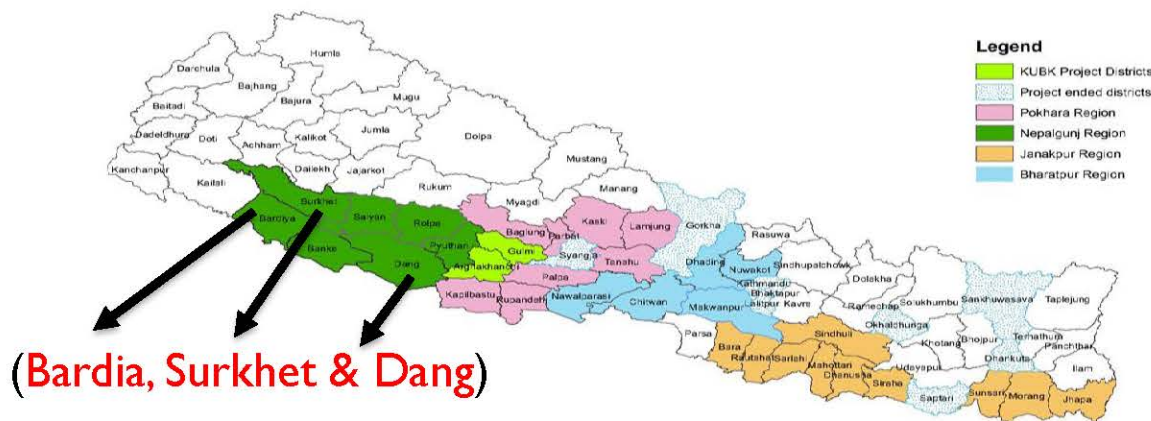 Legend
KUBK Project Districts
Project ended districts
Pokhara Region
Nepalgunj Region
Janakpur Region
Bharatpur Region
Humla
Darchula
Bajhang
Mugu
Baitadi
Bajura
Dadeldhura
Doti
Achham
Kalikot
Jumla
Dolpa
Kanchanpur
Kailali
Dailekh
Jajarkot
Mustang
Rukum
Manang
Myagdi
Surkhet
Bardiya
Salyan
Rolpa
Banke
Pyuthan
Dang
Baglung
Parbat
Kaski
Lamjung
Gorkha
Gulmi
Syangja
Tanahu
Arghakhanchi
Palpa
Kapilbastu
Rupandehi
Nawalparasi
Chitwan
Dhading
Nuwakot
Rasuwa
Sindhupalchowk
Kathmandu
Bhaktapur
Lalitpur
Kavre
Makwanpur
Dolakha
Ramechap
Solukhumbu
Sankhuwasava
Taplejung
Okhaldunga
Khotang
Bhojpur
Terhathum
Panchthar
Dhankuta
Ilam
Udayapur
Parsa
Bara
Rautahat
Sarlahi
Sindhuli
Mahottari
Dhanusha
Siraha
Saptari
Sunsari
Morang
Jhapa
(Bardia, Surkhet & Dang)